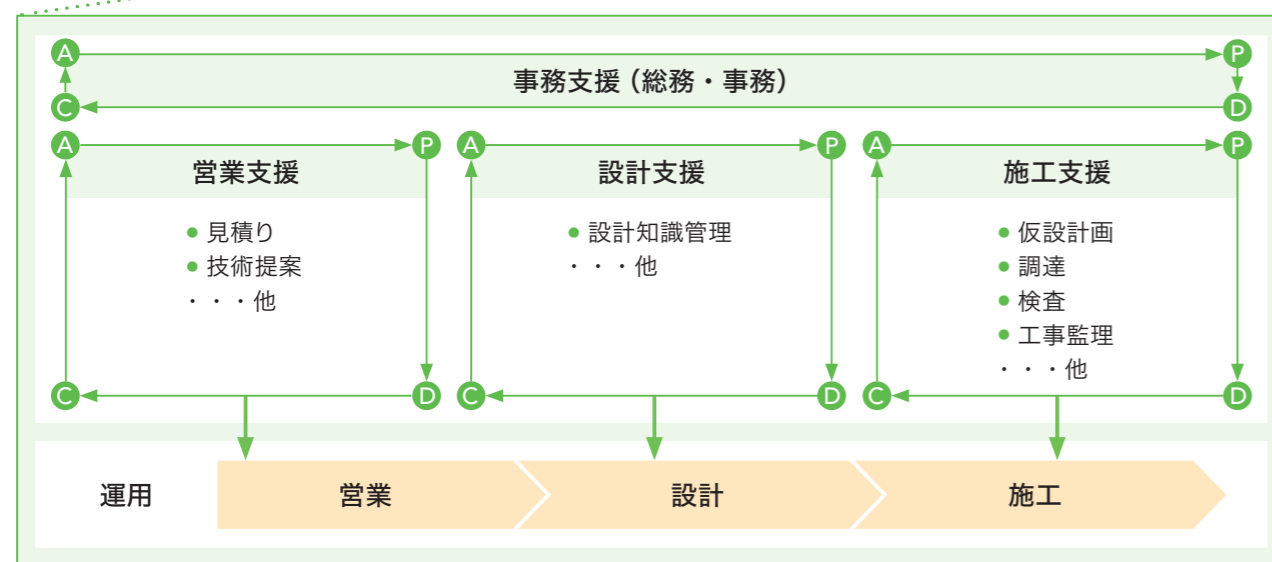 A
P
事務支援（総務・事務）
C
D
A
P
A
P
A
P
営業支援
設計支援
施工支援
● 見積り
● 技術提案
・・・他
● 設計知識管理
・・・他
● 仮設計画
● 調達
● 検査
● 工事監理
・・・他
C
D
C
D
C
D
運用
営業
設計
施工